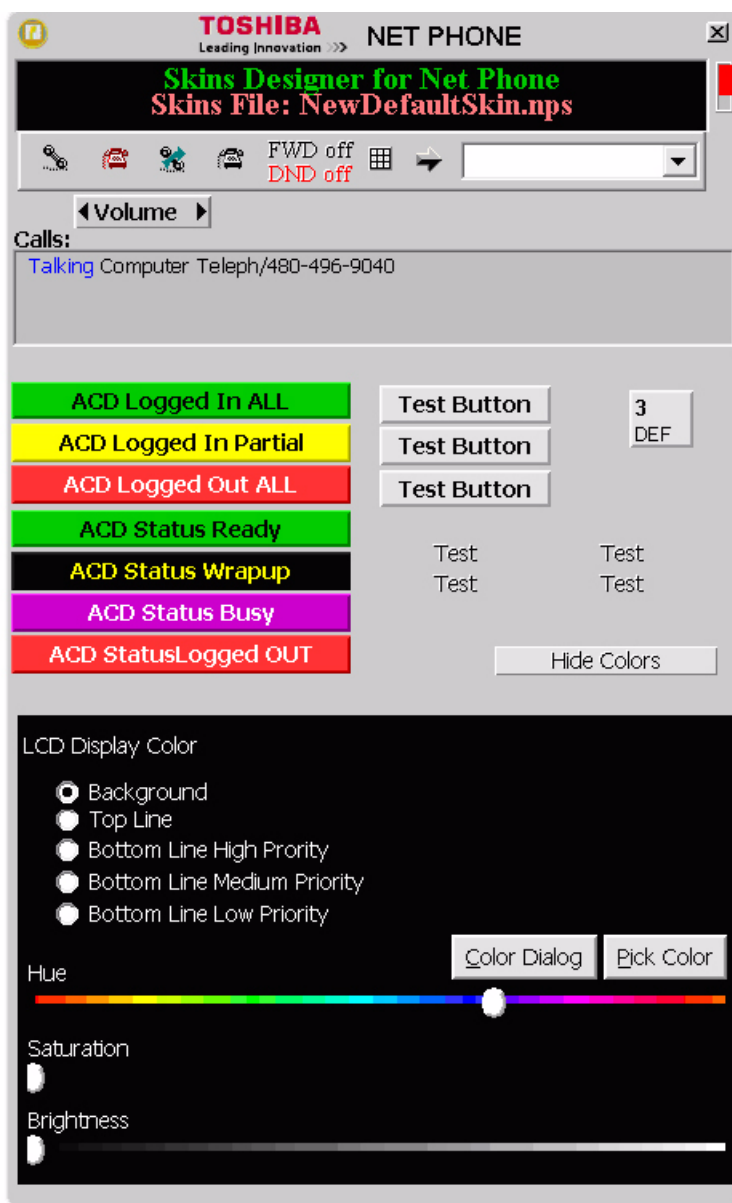 TOSHIBA
Leading Innovation >>>
NET PHONE
Skins Designer for Net Phone
Skins File: NewDefaultSkin.nps
FWD off
DND off
Volume
Calls:
Talking Computer Teleph/480-496-9040
ACD Logged In ALL
Test Button
3
DEF
ACD Logged In Partial
Test Button
ACD Logged Out ALL
Test Button
ACD Status Ready
Test Test
ACD Status Wrapup
Test Test
ACD Status Busy
ACD StatusLogged OUT
Hide Colors
LCD Display Color
Background
Top Line
Bottom Line High Prority
Bottom Line Medium Priority
Bottom Line Low Priority
Color Dialog
Pick Color
Hue
Saturation
Brightness